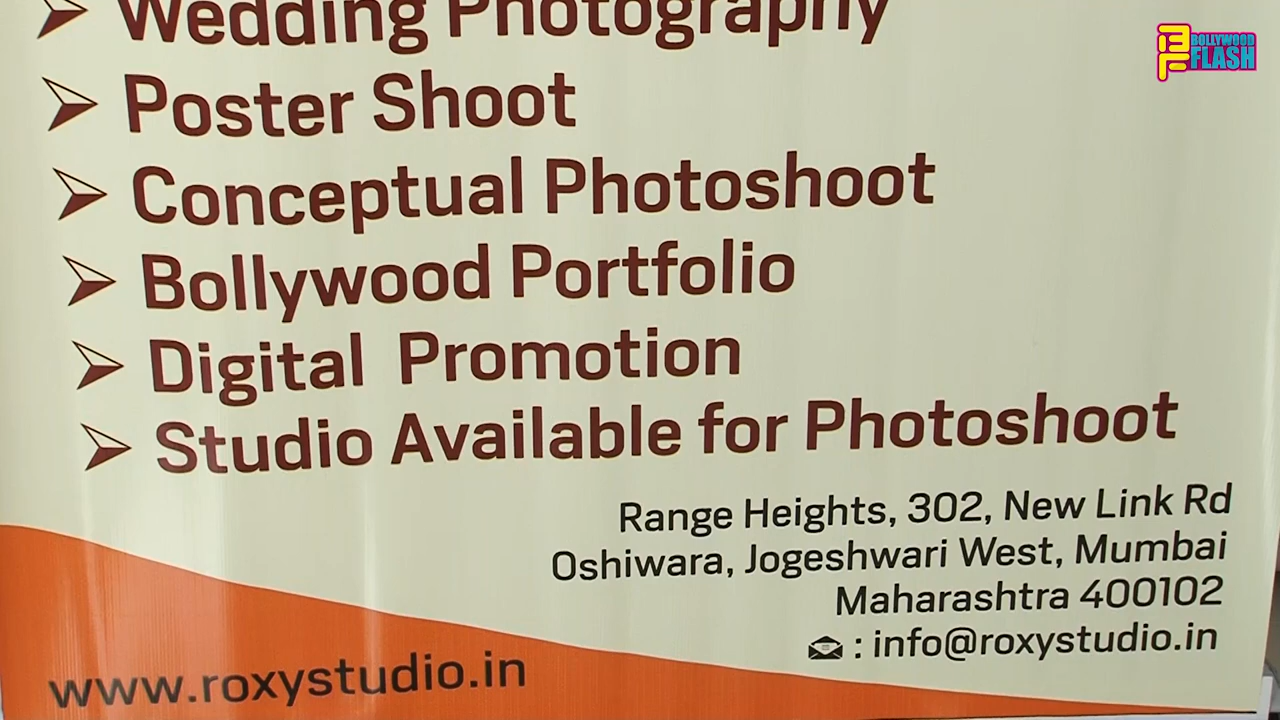 Wedding Photography
Poster Shoot
Conceptual Photoshoot
Bollywood Portfolio
Digital Promotion
Studio Available for Photoshoot
Range Heights, 302, New Link Rd
Oshiwara, Jogeshwari West, Mumbai
Maharashtra 400102
: info@roxystudio.in
www.roxystudio.in
BOLLYWOOD
FLASH